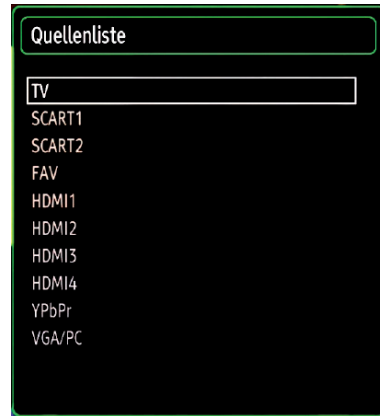 Quellenliste
TV
SCART1
SCART2
FAV
HDMI1
HDMI2
HDMI3
HDMI4
YPbPr
VGA/PC